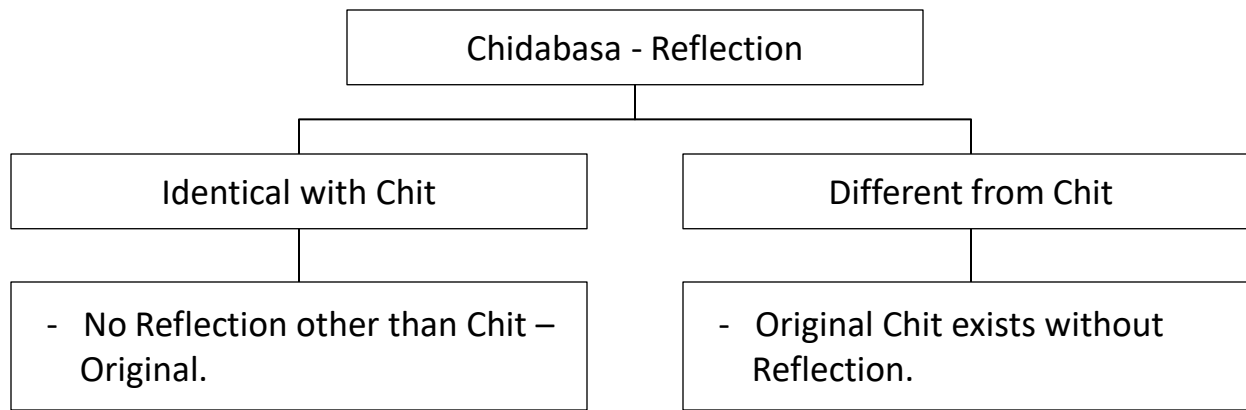 Chidabasa - Reflection
Identical with Chit
Different from Chit
- No Reflection other than Chit –
Original.
- Original Chit exists without
Reflection.